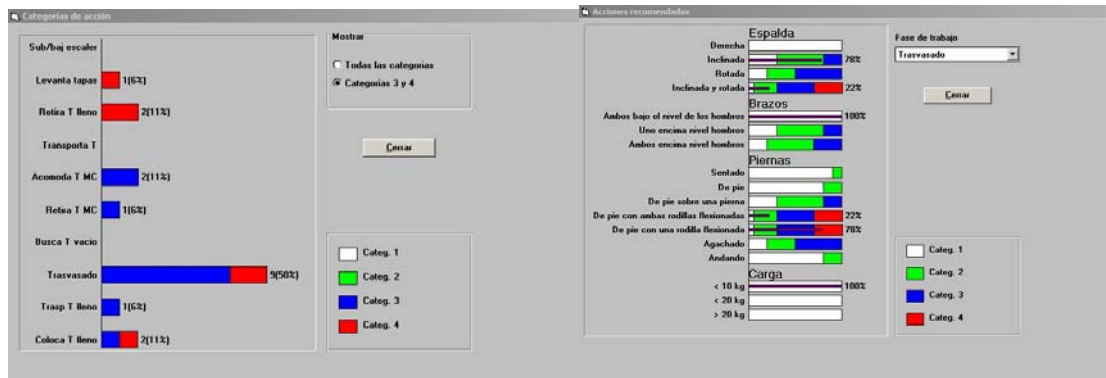 Categorías de acción
Sub/baj escaler
Levanta tapas 1(6%)
Retira T lleno 2(11%)
Transporta T
Acomoda T MC 2(11%)
Retira T MC 1(6%)
Busca T vacio
Trasvasado 9(50%)
Trasp T lleno 1(6%)
Coloca T lleno 2(11%)
Mostrar
Todas las categorias
Categorias 3 y 4
Cerrar
Categ. 1
Categ. 2
Categ. 3
Categ. 4
Acciones recomendadas
Espalda
Derecha
Inclinada 78%
Rotada
Inclinada y rotada 22%
Brazos
Ambos bajo el nivel de los hombros 100%
Uno encima nivel hombros
Ambos encima nivel hombros
Piernas
Sentado
De pie
De pie sobre una pierna
De pie con ambas rodillas flexionadas 22%
De pie con una rodilla flexionada 78%
Agachado
Andando
Carga
< 10 kg 100%
< 20 kg
> 20 kg
Fase de trabajo
Trasvasado
Cerrar
Categ. 1
Categ. 2
Categ. 3
Categ. 4